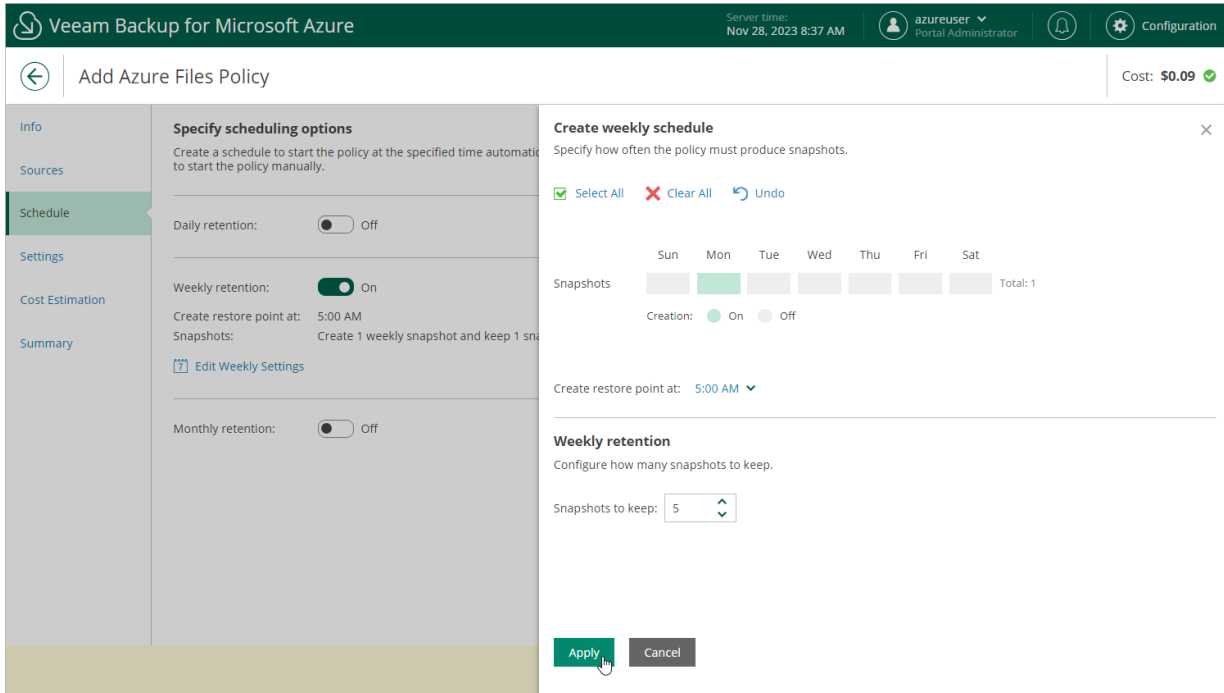 Veeam Backup for Microsoft Azure
Server time:
Nov 28, 2023 8:37 AM
azureuser
Portal Administrator
Configuration
Add Azure Files Policy
Cost: $0.09
Info
Sources
Schedule
Settings
Cost Estimation
Summary
Specify scheduling options
Create a schedule to start the policy at the specified time
to start the policy manually.
Daily retention: Off
Weekly retention: On
Create restore point at: 5:00 AM
Snapshots: Create 1 weekly snapshot and keep 1
7 Edit Weekly Settings
Monthly retention: Off
Create weekly schedule
Specify how often the policy must produce snapshots.
Select All Clear All Undo
Sun Mon Tue Wed Thu Fri Sat
Snapshots Total: 1
Creation: On Off
Create restore point at: 5:00 AM
Weekly retention
Configure how many snapshots to keep.
Snapshots to keep: 5
Apply Cancel